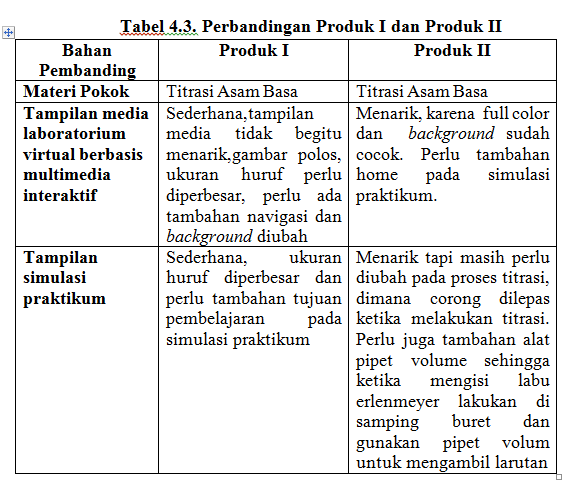 Tabel 4.3. Perbandingan Produk I dan Produk II
Bahan Pembanding
Produk I
Produk II
Materi Pokok
Titrasi Asam Basa
Titrasi Asam Basa
Tampilan media
laboratorium
virtual berbasis
multimedia
interaktif
Sederhana,tampilan
media tidak begitu
menarik,gambar polos,
ukuran huruf perlu
diperbesar, perlu ada
tambahan navigasi dan
background diubah
Menarik, karena full color
dan background sudah
cocok. Perlu tambahan
home pada simulasi
praktikum.
Tampilan
simulasi
praktikum
Sederhana, ukuran
huruf diperbesar dan
perlu tambahan tujuan
pembelajaran pada
simulasi praktikum
Menarik tapi masih perlu
diubah pada proses titrasi,
dimana corong dilepas
ketika melakukan titrasi.
Perlu juga tambahan alat
pipet volume sehingga
ketika mengisi labu
erlenmeyer lakukan di
samping buret dan
gunakan pipet volum
untuk mengambil larutan